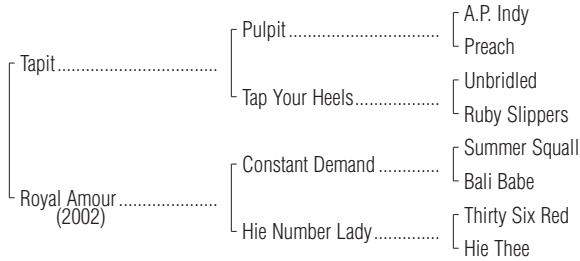 A.P. Indy
Pulpit
Preach
Tapit
Unbridled
Tap Your Heels
Ruby Slippers
Summer Squall
Constant Demand
Bali Babe
Royal Amour
(2002)
Thirty Six Red
Hie Number Lady
Hie Thee